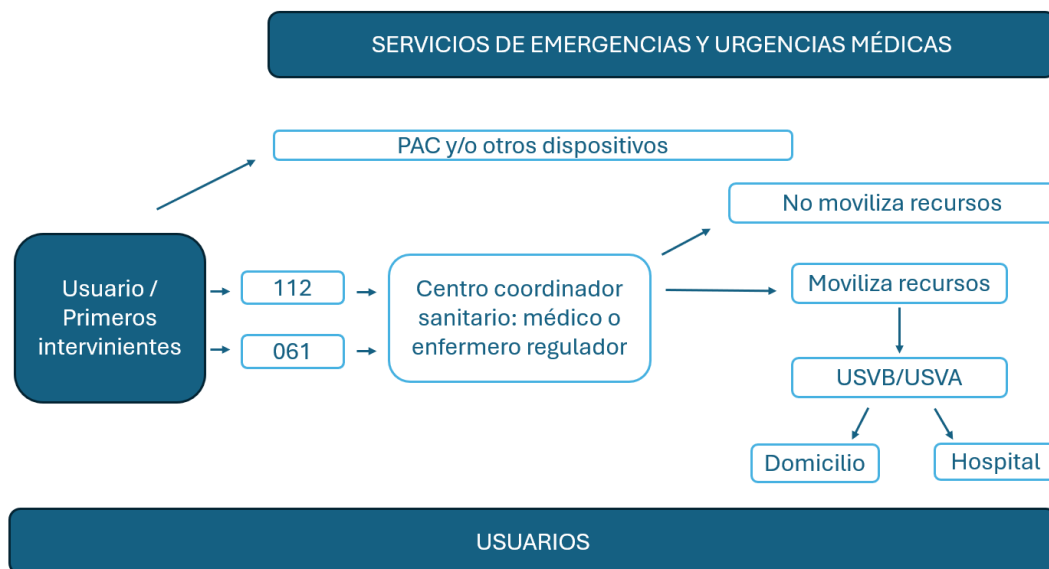 SERVICIOS DE EMERGENCIAS Y URGENCIAS MÉDICAS
PAC y/o otros dispositivos
No moviliza recursos
Usuario /
Primeros
intervinientes
112
061
Centro coordinador
sanitario: médico o
enfermero regulador
Moviliza recursos
USVB/USVA
Domicilio
Hospital
USUARIOS